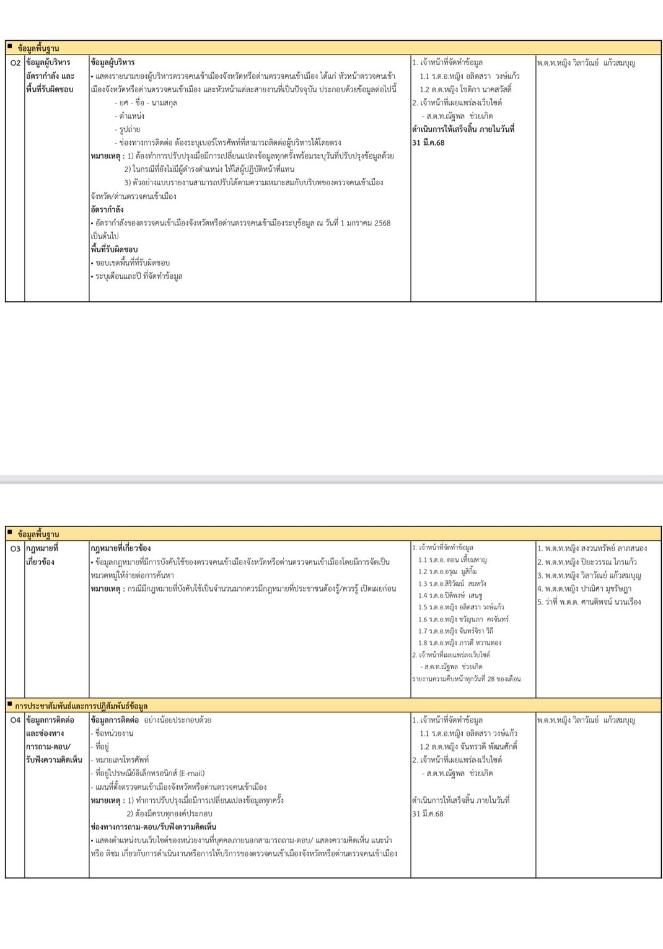 ข้อมูลพื้นฐาน
O2 ข้อมูลผู้บริหาร
อัตรากำลัง และ
พื้นที่รับผิดชอบ
ข้อมูลผู้บริหาร
• แสดงรายนามของผู้บริหารตรวจคนเข้าเมืองจังหวัดหรือด่านตรวจคนเข้าเมือง ได้แก่ หัวหน้าตรวจคนเข้า
เมืองจังหวัดหรือด่านตรวจคนเข้าเมือง และหัวหน้าแต่ละสายงานที่เป็นปัจจุบัน ประกอบด้วยข้อมูลต่อไปนี้
- ยศ - ชื่อ - นามสกุล
- ตำแหน่ง
- รูปถ่าย
- ช่องทางการติดต่อ ต้องระบุเบอร์โทรศัพท์ที่สามารถติดต่อผู้บริหารได้โดยตรง
หมายเหตุ : 1) ต้องทำการปรับปรุงเมื่อมีการเปลี่ยนแปลงข้อมูลทุกครั้งพร้อมระบุวันที่ปรับปรุงข้อมูลด้วย
2) ในกรณีที่ยังไม่มีผู้ดำรงตำแหน่ง ให้ใส่ผู้ปฏิบัติหน้าที่แทน
3) ตัวอย่างแบบรายงานสามารถปรับได้ตามความเหมาะสมกับบริบทของตรวจคนเข้าเมือง
จังหวัด/ด่านตรวจคนเข้าเมือง
อัตรากำลัง
• อัตรากำลังของตรวจคนเข้าเมืองจังหวัดหรือด่านตรวจคนเข้าเมืองระบุข้อมูล ณ วันที่ 1 มกราคม 2568
เป็นต้นไป
พื้นที่รับผิดชอบ
• ขอบเขตพื้นที่ที่รับผิดชอบ
• ระบุเดือนและปี ที่จัดทำข้อมูล
1. เจ้าหน้าที่จัดทำข้อมูล
1.1 ร.ต.อ.หญิง อลิตสรา วงษ์แก้ว
1.2 ด.ต.หญิง โชติกา นาคสวัสดิ์
2. เจ้าหน้าที่เผยแพร่ลงเว็บไซต์
- ส.ต.ท.ณัฐพล ช่วยเกิด
ดำเนินการให้เสร็จสิ้น ภายในวันที่
31 มี.ค.68
พ.ต.ท.หญิง วิลาวัณย์ แก้วสมบุญ
ข้อมูลพื้นฐาน
O3 กฎหมายที่
เกี่ยวข้อง
กฎหมายที่เกี่ยวข้อง
• ข้อมูลกฎหมายที่มีการบังคับใช้ของตรวจคนเข้าเมืองจังหวัดหรือด่านตรวจคนเข้าเมืองโดยมีการจัดเป็น
หมวดหมู่ให้ง่ายต่อการค้นหา
หมายเหตุ : กรณีมีกฎหมายที่บังคับใช้เป็นจำนวนมากควรมีกฎหมายที่ประชาชนต้องรู้/ควรรู้ เปิดเผยก่อน
1. เจ้าหน้าที่จัดทำข้อมูล
1.1 ร.ต.อ.
1.2 ร.ต.อ.อรุณ
1.3 ร.ต.อ.สิริวัฒน์ สมหวัง
1.4 ร.ต.อ.ปิติพงษ์ เสนชู
1.5 ร.ต.อ.หญิง อลิตสรา วงษ์แก้ว
1.6 ร.ต.อ.หญิง ขวัญนภา คงจันทร์
1.7 ร.ต.อ.หญิง จันทร์จิรา
1.8 ร.ต.อ.หญิง ภารดี หวานทอง
2. เจ้าหน้าที่เผยแพร่ลงเว็บไซต์
- ส.ต.ท.ณัฐพล ช่วยเกิด
รายงานความคืบหน้าทุกวันที่ 28 ของเดือน
1. พ.ต.ท.หญิง สงวนทรัพย์ ลาภสนอง
2. พ.ต.ท.หญิง ปิยะวรรณ ไกรแก้ว
3. พ.ต.ท.หญิง วิลาวัณย์ แก้วสมบุญ
4. พ.ต.ต.หญิง ปาณิศา มุขรัษฎา
5. ว่าที่ พ.ต.ต. ศานติพจน์ นวนเรือง
การประชาสัมพันธ์และการปฏิสัมพันธ์ข้อมูล
O4 ข้อมูลการติดต่อ
และช่องทาง
การถาม-ตอบ/
รับฟังความคิดเห็น
ข้อมูลการติดต่อ อย่างน้อยประกอบด้วย
- ชื่อหน่วยงาน
- ที่อยู่
- หมายเลขโทรศัพท์
- ที่อยู่ไปรษณีย์อิเล็กทรอนิกส์ (E-mail)
- แผนที่ตั้งตรวจคนเข้าเมืองจังหวัดหรือด่านตรวจคนเข้าเมือง
หมายเหตุ : 1) ทำการปรับปรุงเมื่อมีการเปลี่ยนแปลงข้อมูลทุกครั้ง
2) ต้องมีครบทุกองค์ประกอบ
ช่องทางการถาม-ตอบ/รับฟังความคิดเห็น
• แสดงตำแหน่งบนเว็บไซต์ของหน่วยงานที่บุคคลภายนอกสามารถถาม-ตอบ/ แสดงความคิดเห็น แนะนำ
หรือ ติชม เกี่ยวกับการดำเนินงานหรือการให้บริการของตรวจคนเข้าเมืองจังหวัดหรือด่านตรวจคนเข้าเมือง
1. เจ้าหน้าที่จัดทำข้อมูล
1.1 ร.ต.อ.หญิง อลิตสรา วงษ์แก้ว
1.2 ด.ต.หญิง จันทรวดี พัฒนศักดิ์
2. เจ้าหน้าที่เผยแพร่ลงเว็บไซต์
- ส.ต.ท.ณัฐพล ช่วยเกิด
ดำเนินการให้เสร็จสิ้น ภายในวันที่
31 มี.ค.68
พ.ต.ท.หญิง วิลาวัณย์ แก้วสมบุญ